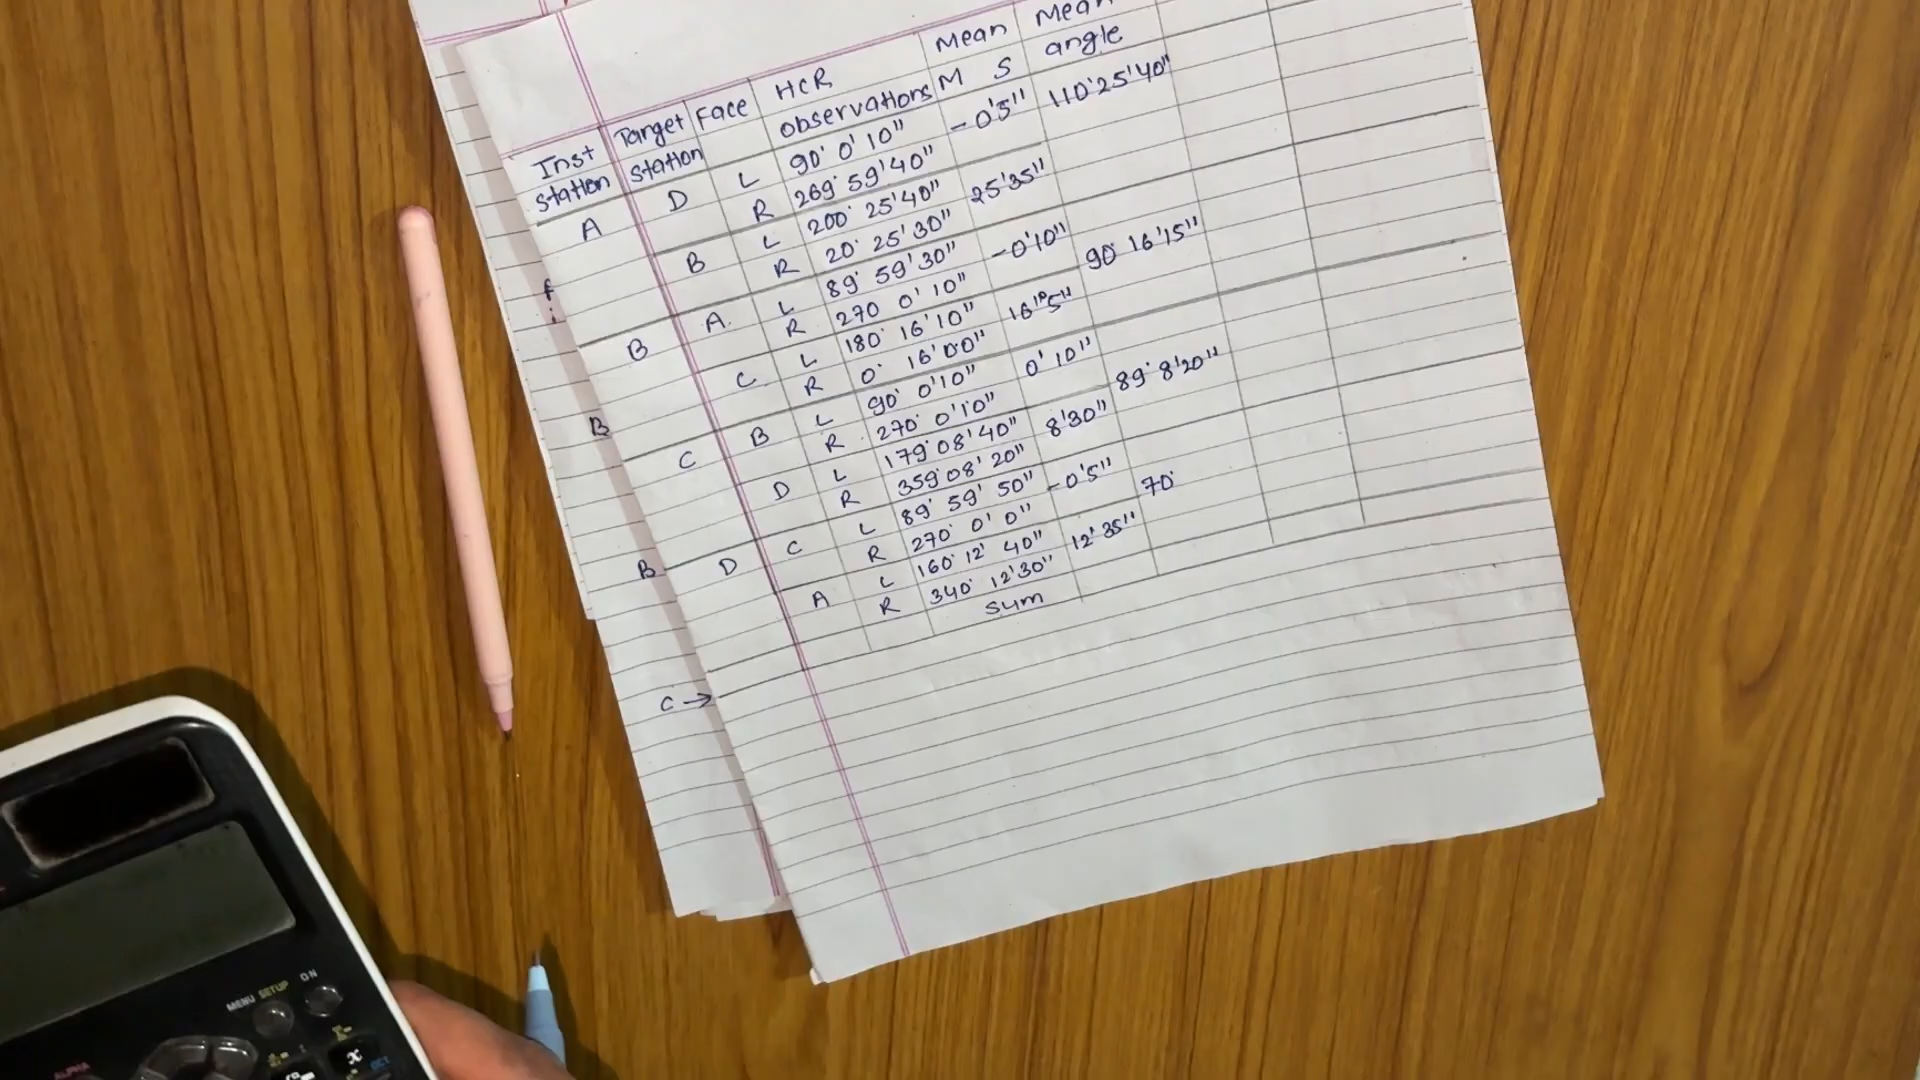 Inst station Target station Face HCR observations Mean M S Mean angle
A D L 90° 0' 10" -0'5" 110°25'40"
R 269° 59' 40"
B L 200° 25' 40" 25'35"
R 20° 25' 30"
B A. L 89° 59' 30" -0'10" 90° 16'15"
R 270 0' 10"
C L 180° 16' 10"
R 0° 16' 00"
C B L 90° 0' 10" 0' 10" 89° 8'20"
R 270° 0' 10"
D L 179° 08' 40" 8'30"
R 359° 08' 20"
D C L 89° 59' 50" -0'5" 70°
R 270° 0' 0"
A L 160° 12' 40" 12' 35"
R 340° 12' 30"
Sum
B
B
C →
MENU SETUP ON
ALPHA
x